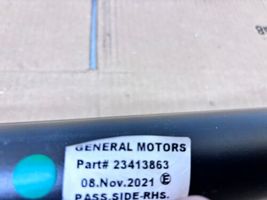 GENERAL MOTORS
Part# 23413863
08.Nov.2021 E
PASS.SIDE-RHS.